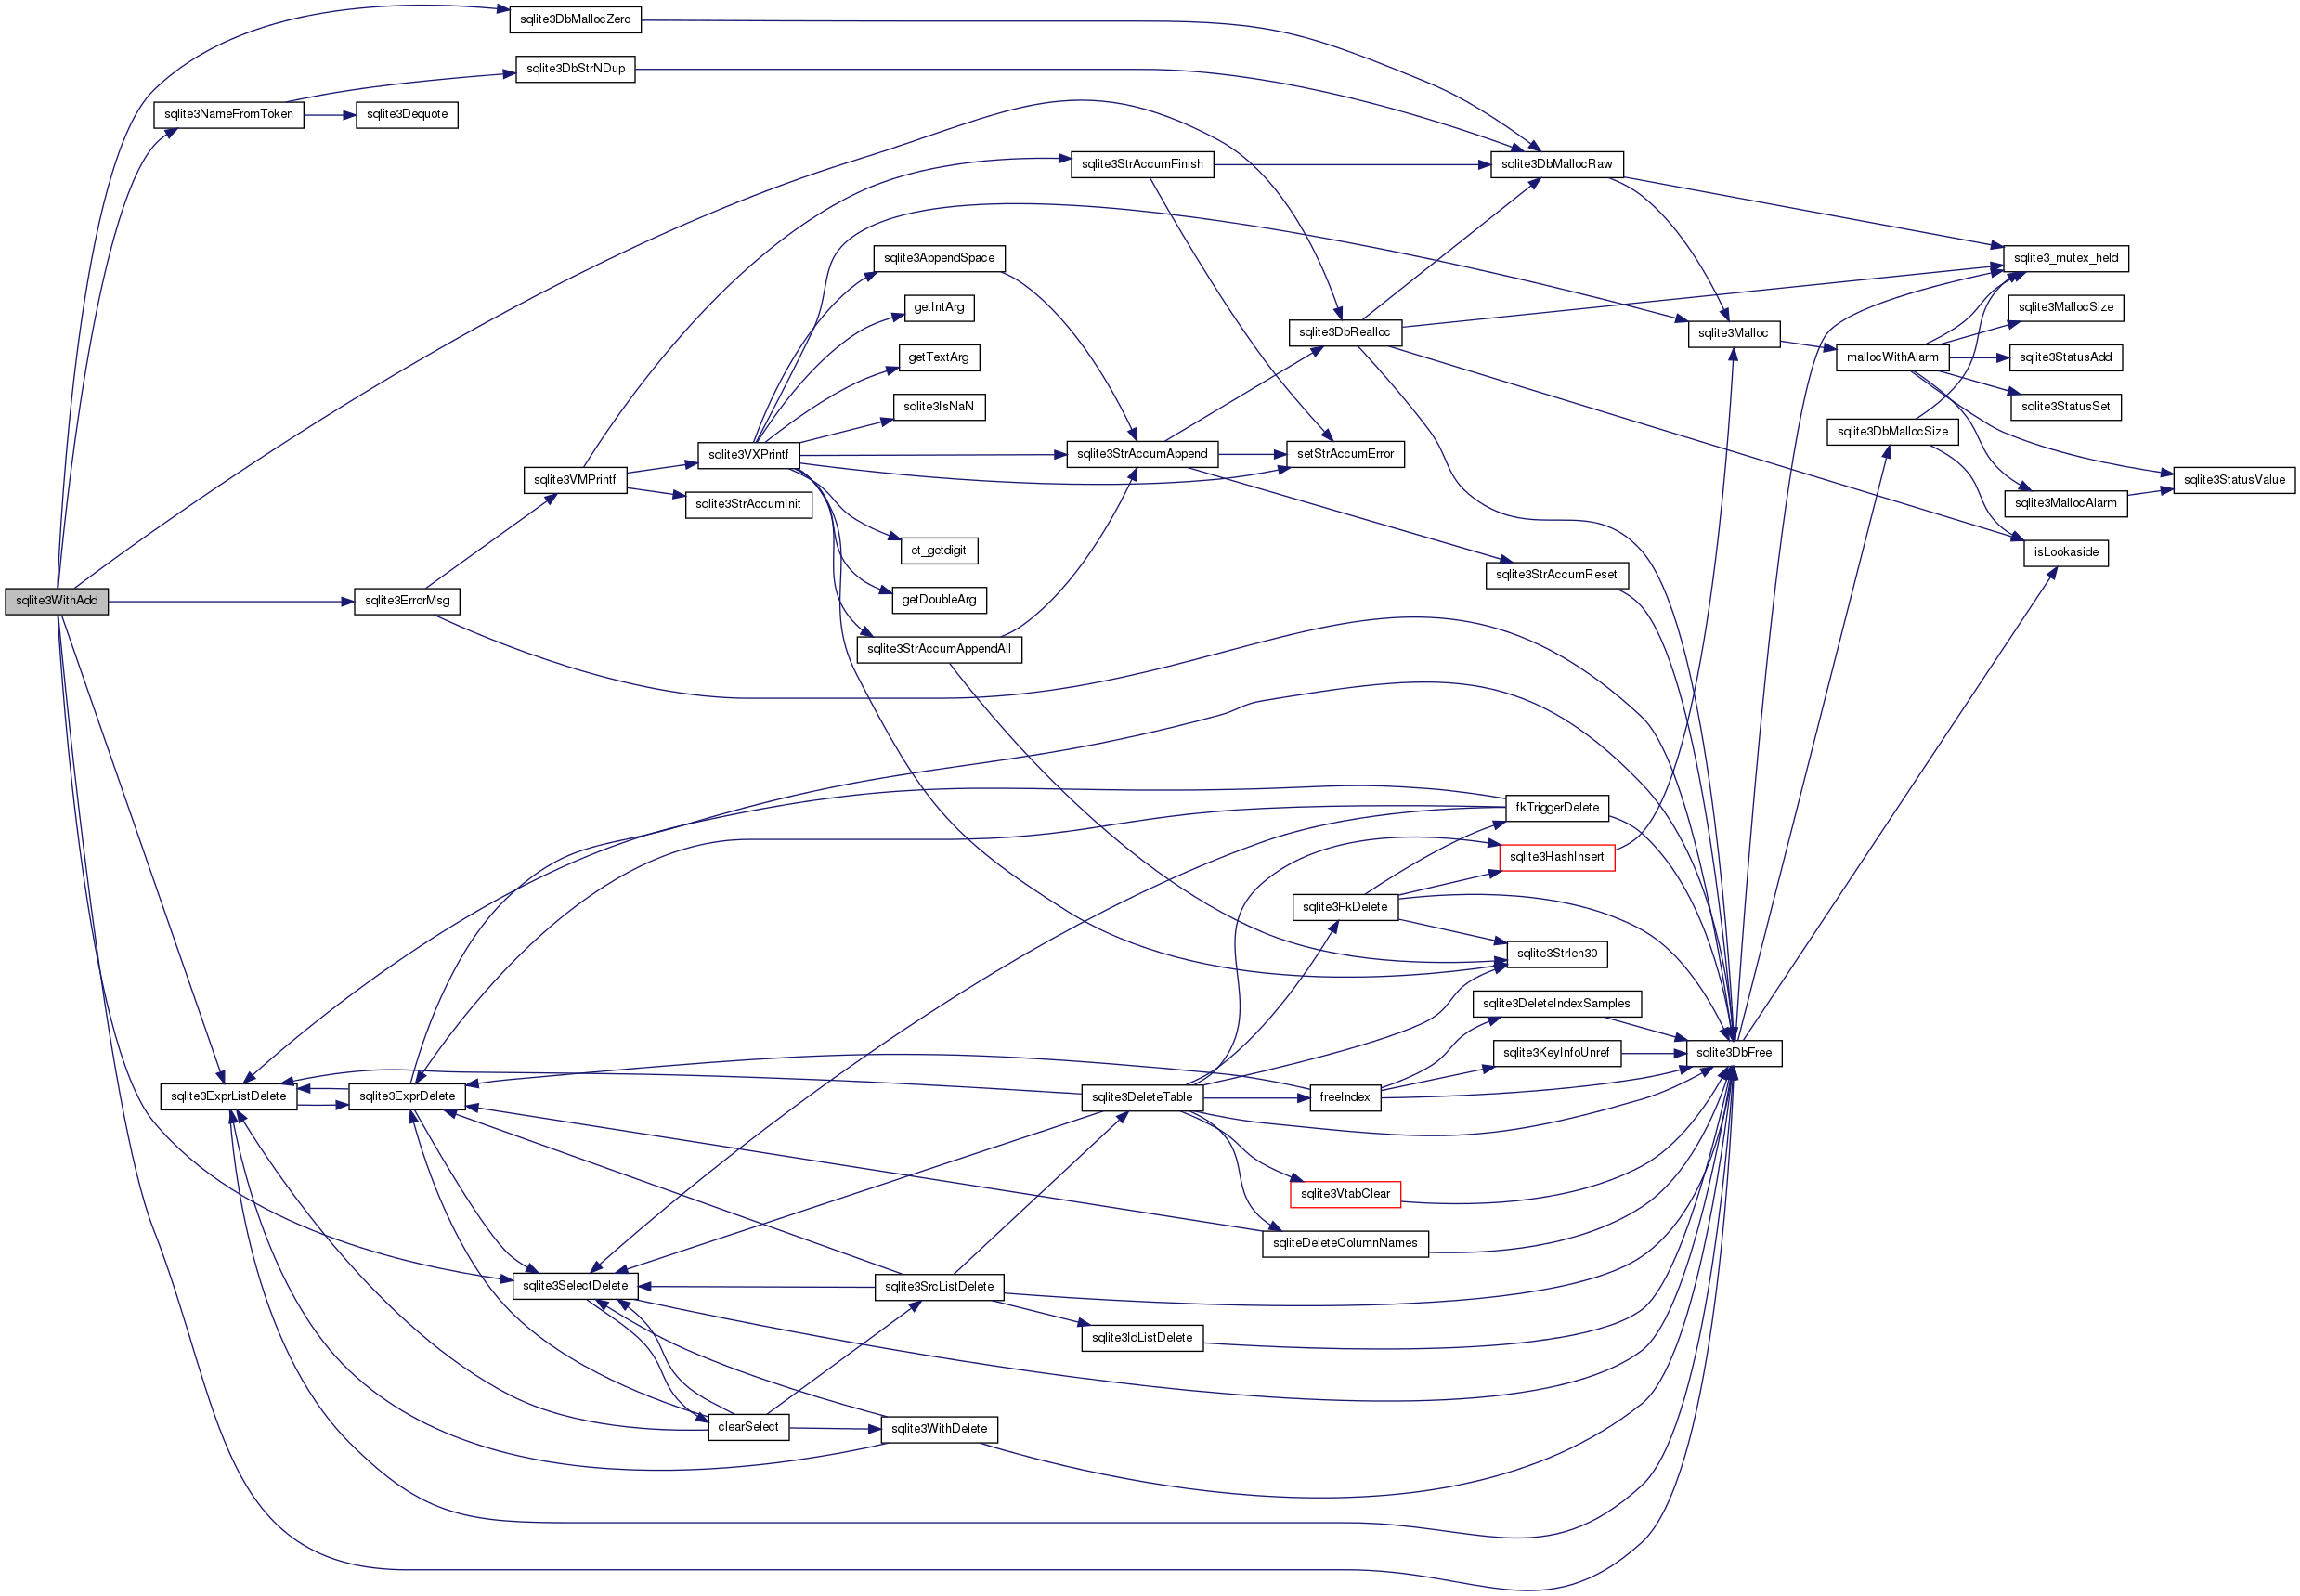 sqlite3DbMallocZero
sqlite3DbStrNDup
sqlite3NameFromToken
sqlite3Dequote
sqlite3StrAccumFinish
sqlite3DbMallocRaw
sqlite3AppendSpace
sqlite3_mutex_held
getIntArg
sqlite3MallocSize
sqlite3DbRealloc
sqlite3Malloc
getTextArg
mallocWithAlarm
sqlite3StatusAdd
sqlite3IsNaN
sqlite3StatusSet
sqlite3DbMallocSize
sqlite3VXPrintf
sqlite3StrAccumAppend
setStrAccumError
sqlite3VMPrintf
sqlite3StatusValue
sqlite3StrAccumInit
sqlite3MallocAlarm
et_getdigit
isLookaside
sqlite3StrAccumReset
sqlite3WithAdd
sqlite3ErrorMsg
getDoubleArg
sqlite3StrAccumAppendAll
fkTriggerDelete
sqlite3HashInsert
sqlite3FkDelete
sqlite3Strlen30
sqlite3DeleteIndexSamples
sqlite3KeyInfoUnref
sqlite3DbFree
sqlite3ExprListDelete
sqlite3ExprDelete
sqlite3DeleteTable
freeIndex
sqlite3VtabClear
sqliteDeleteColumnNames
sqlite3SelectDelete
sqlite3SrcListDelete
sqlite3IdListDelete
clearSelect
sqlite3WithDelete